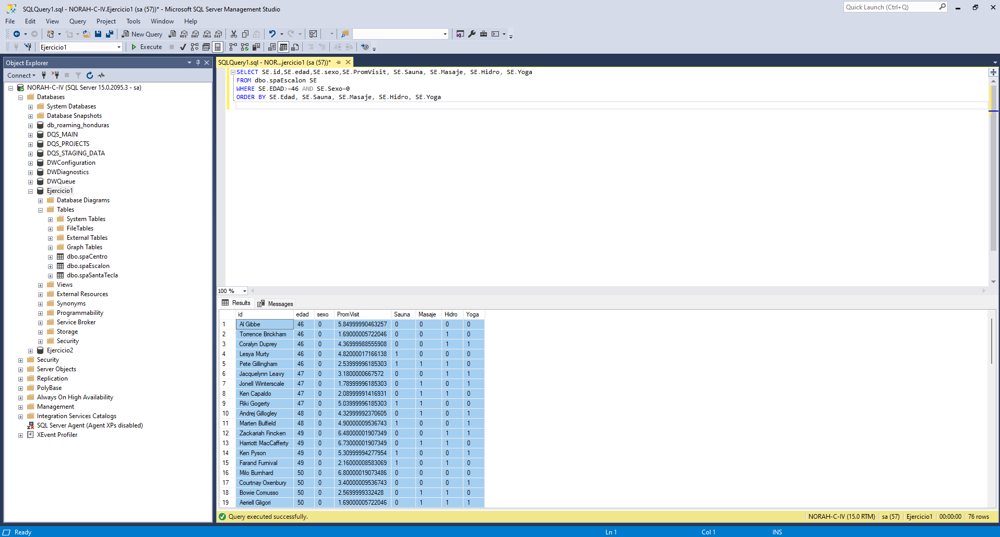 SQLQuery1.sql - NORAH-C-IV.Ejercicio1 (sa (57))* - Microsoft SQL Server Management Studio
Quick Launch (Ctrl+Q)
File Edit View Query Project Tools Window Help
New Query
MDX DMX XMLA DAX
Ejercicio1
Execute
Object Explorer
Connect
NORAH-C-IV (SQL Server 15.0.2095.3 - sa)
Databases
System Databases
Database Snapshots
db_roaming_honduras
DQS_MAIN
DQS_PROJECTS
DQS_STAGING_DATA
DWConfiguration
DWDiagnostics
DWQueue
Ejercicio1
Database Diagrams
Tables
System Tables
FileTables
External Tables
Graph Tables
dbo.spaCentro
dbo.spaEscalon
dbo.spaSantaTecla
Views
External Resources
Synonyms
Programmability
Service Broker
Storage
Security
Ejercicio2
Security
Server Objects
Replication
PolyBase
Always On High Availability
Management
Integration Services Catalogs
SQL Server Agent (Agent XPs disabled)
XEvent Profiler
SQLQuery1.sql - NOR...jercicio1 (sa (57))*
SELECT SE.id,SE.edad,SE.sexo,SE.PromVisit, SE.Sauna, SE.Masaje, SE.Hidro, SE.Yoga
FROM dbo.spaEscalon SE
WHERE SE.EDAD>=46 AND SE.Sexo=0
ORDER BY SE.Edad, SE.Sauna, SE.Masaje, SE.Hidro, SE.Yoga
100 %
Results Messages
id edad sexo PromVisit Sauna Masaje Hidro Yoga
1 Al Gibbe 46 0 5.84999990463257 0 0 0 0
2 Torrence Brickham 46 0 1.69000005722046 0 0 1 0
3 Coralyn Duprey 46 0 4.36999988555908 0 0 1 1
4 Lesya Murty 46 0 4.82000017166138 1 0 0 0
5 Pete Gillingham 46 0 2.53999996185303 1 1 1 0
6 Jacquelynn Leavy 47 0 3.1800000667572 0 0 1 1
7 Jonell Winterscale 47 0 1.78999996185303 0 1 0 1
8 Ken Capaldo 47 0 2.08999991416931 0 1 1 0
9 Riki Gogerty 47 0 5.03999996185303 1 1 0 0
10 Andrej Gillogley 48 0 4.32999992370605 0 1 0 1
11 Marten Bulfield 48 0 4.90000009536743 1 0 0 1
12 Zackariah Fincken 49 0 6.48000001907349 0 0 1 1
13 Harriott MacCafferty 49 0 6.73000001907349 0 1 1 0
14 Ken Pyson 49 0 5.30999994277954 1 0 0 1
15 Farand Furnival 49 0 2.16000008583069 1 0 1 0
16 Milo Burnhard 50 0 6.80000019073486 0 0 0 0
17 Courtnay Oxenbury 50 0 3.40000009536743 0 0 0 1
18 Bowie Comusso 50 0 2.5699999332428 0 1 1 0
19 Aeriell Gligori 50 0 1.69000005722046 0 1 1 1
Query executed successfully.
NORAH-C-IV (15.0 RTM) sa (57) Ejercicio1 00:00:00 76 rows
Ready Ln 1 Col 1 INS